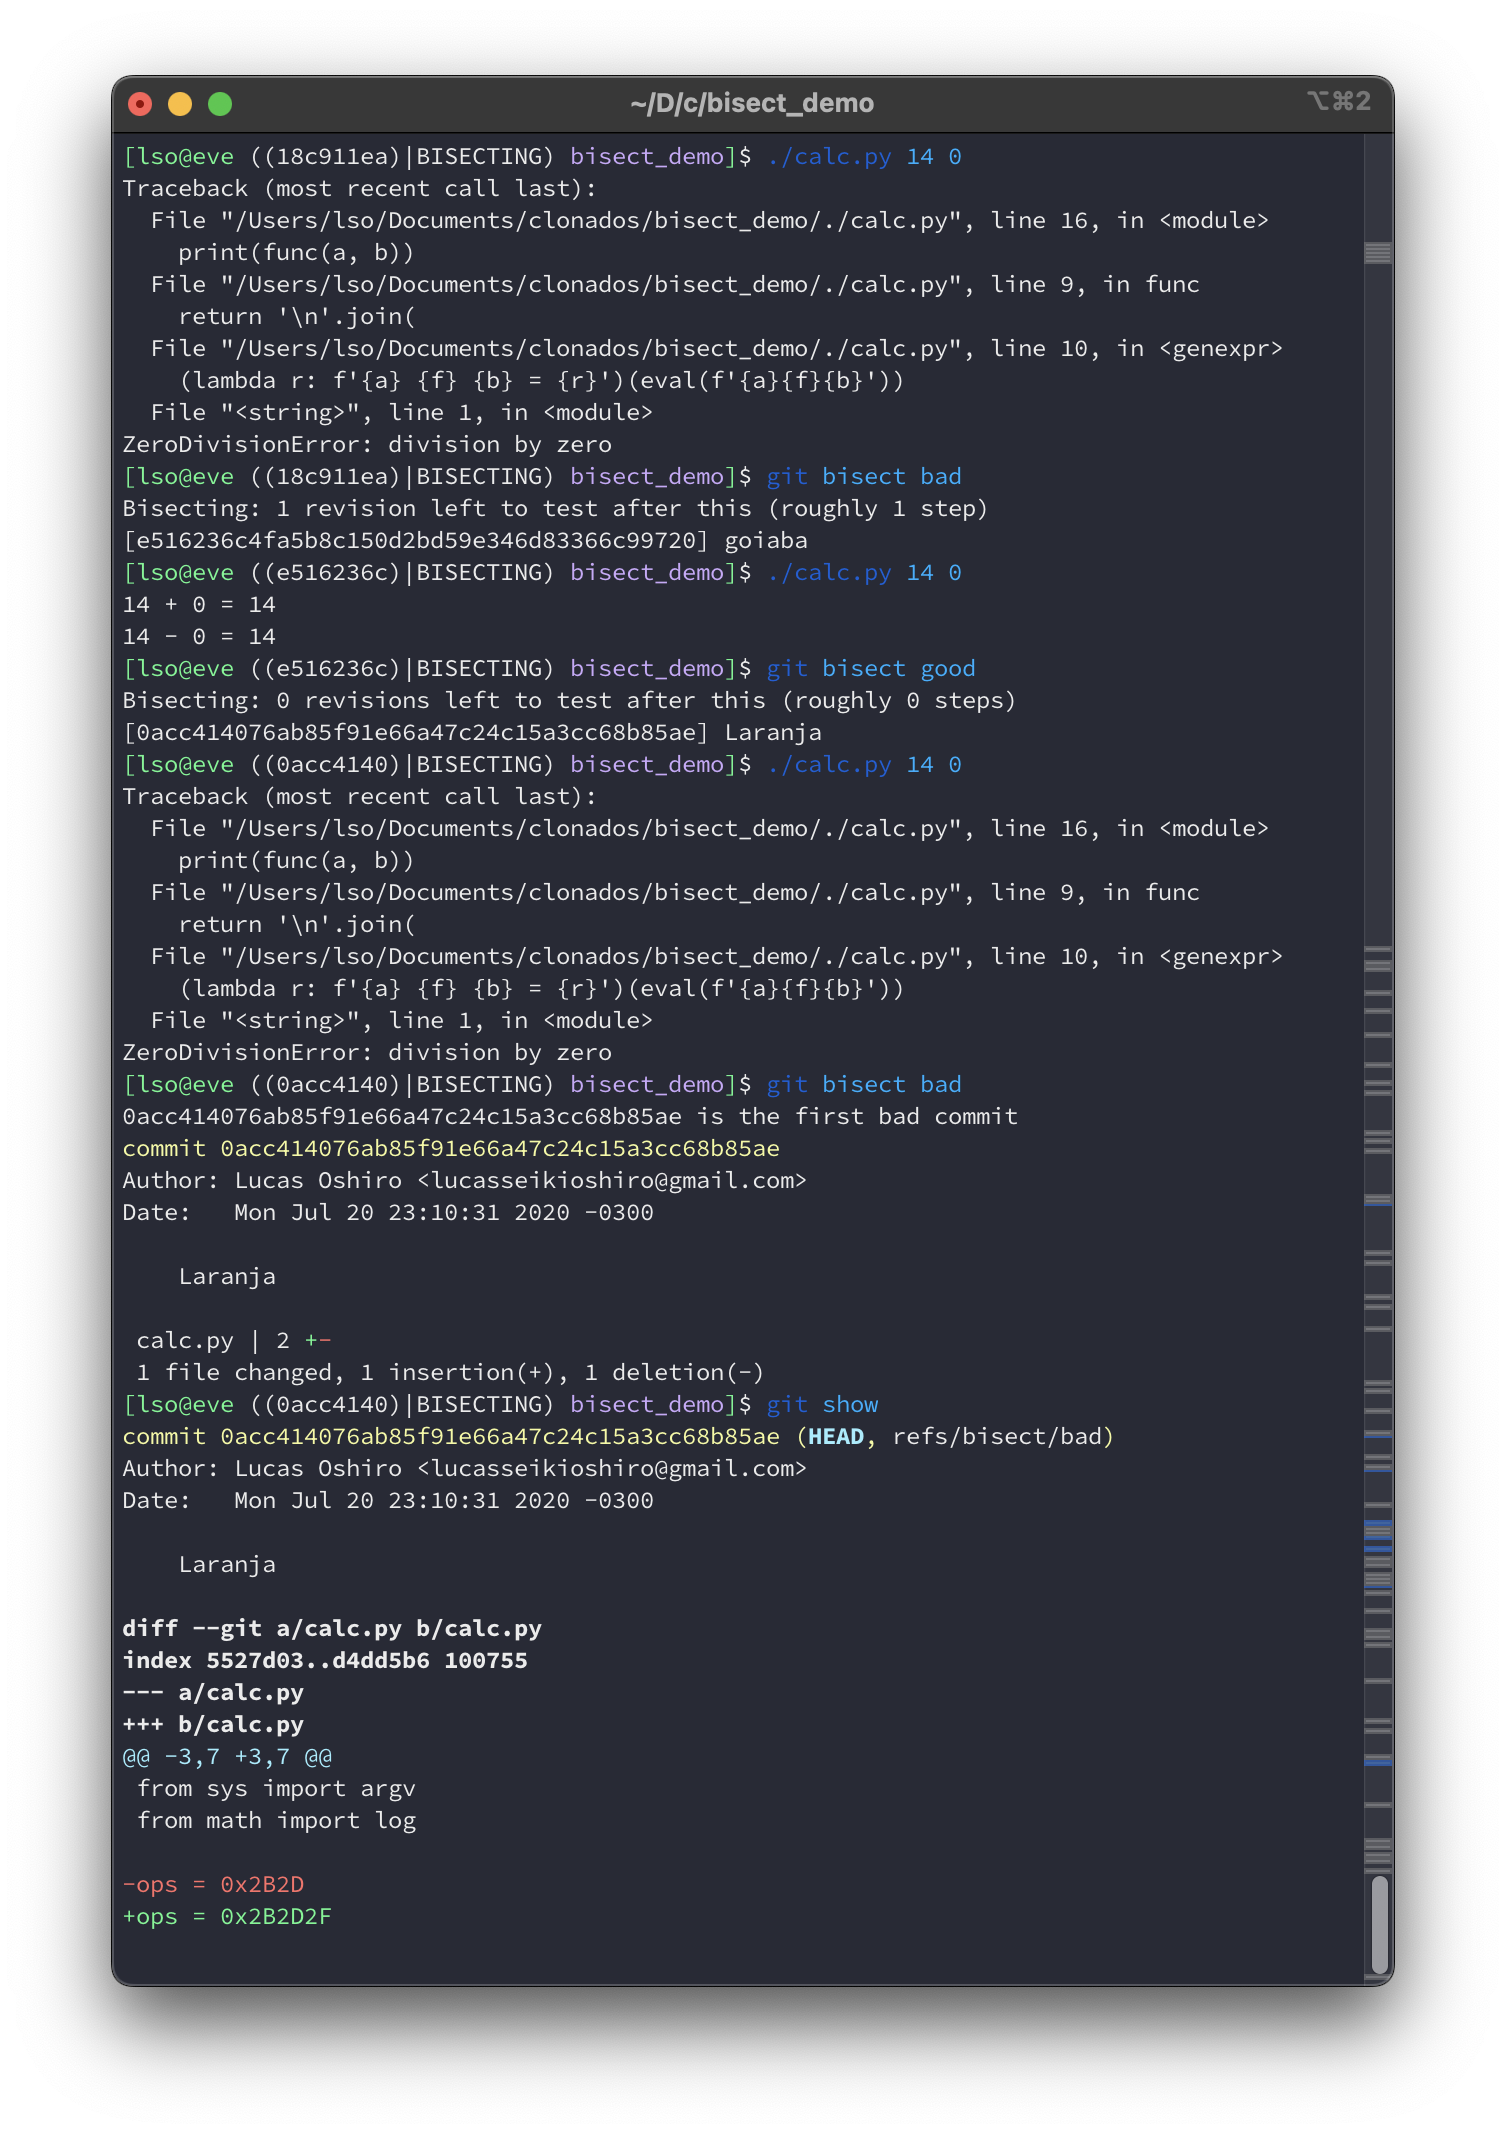 ~/D/c/bisect_demo ⌥⌘2
[lso@eve ((18c911ea)|BISECTING) bisect_demo]$ ./calc.py 14 0
Traceback (most recent call last):
  File "/Users/lso/Documents/clonados/bisect_demo/./calc.py", line 16, in <module>
    print(func(a, b))
  File "/Users/lso/Documents/clonados/bisect_demo/./calc.py", line 9, in func
    return '\n'.join(
  File "/Users/lso/Documents/clonados/bisect_demo/./calc.py", line 10, in <genexpr>
    (lambda r: f'{a} {f} {b} = {r}')(eval(f'{a}{f}{b}'))
  File "<string>", line 1, in <module>
ZeroDivisionError: division by zero
[lso@eve ((18c911ea)|BISECTING) bisect_demo]$ git bisect bad
Bisecting: 1 revision left to test after this (roughly 1 step)
[e516236c4fa5b8c150d2bd59e346d83366c99720] goiaba
[lso@eve ((e516236c)|BISECTING) bisect_demo]$ ./calc.py 14 0
14 + 0 = 14
14 - 0 = 14
[lso@eve ((e516236c)|BISECTING) bisect_demo]$ git bisect good
Bisecting: 0 revisions left to test after this (roughly 0 steps)
[0acc414076ab85f91e66a47c24c15a3cc68b85ae] Laranja
[lso@eve ((0acc4140)|BISECTING) bisect_demo]$ ./calc.py 14 0
Traceback (most recent call last):
  File "/Users/lso/Documents/clonados/bisect_demo/./calc.py", line 16, in <module>
    print(func(a, b))
  File "/Users/lso/Documents/clonados/bisect_demo/./calc.py", line 9, in func
    return '\n'.join(
  File "/Users/lso/Documents/clonados/bisect_demo/./calc.py", line 10, in <genexpr>
    (lambda r: f'{a} {f} {b} = {r}')(eval(f'{a}{f}{b}'))
  File "<string>", line 1, in <module>
ZeroDivisionError: division by zero
[lso@eve ((0acc4140)|BISECTING) bisect_demo]$ git bisect bad
0acc414076ab85f91e66a47c24c15a3cc68b85ae is the first bad commit
commit 0acc414076ab85f91e66a47c24c15a3cc68b85ae
Author: Lucas Oshiro <lucasseikioshiro@gmail.com>
Date:   Mon Jul 20 23:10:31 2020 -0300

    Laranja

 calc.py | 2 +-
 1 file changed, 1 insertion(+), 1 deletion(-)
[lso@eve ((0acc4140)|BISECTING) bisect_demo]$ git show
commit 0acc414076ab85f91e66a47c24c15a3cc68b85ae (HEAD, refs/bisect/bad)
Author: Lucas Oshiro <lucasseikioshiro@gmail.com>
Date:   Mon Jul 20 23:10:31 2020 -0300

    Laranja

diff --git a/calc.py b/calc.py
index 5527d03..d4dd5b6 100755
--- a/calc.py
+++ b/calc.py
@@ -3,7 +3,7 @@
 from sys import argv
 from math import log

-ops = 0x2B2D
+ops = 0x2B2D2F